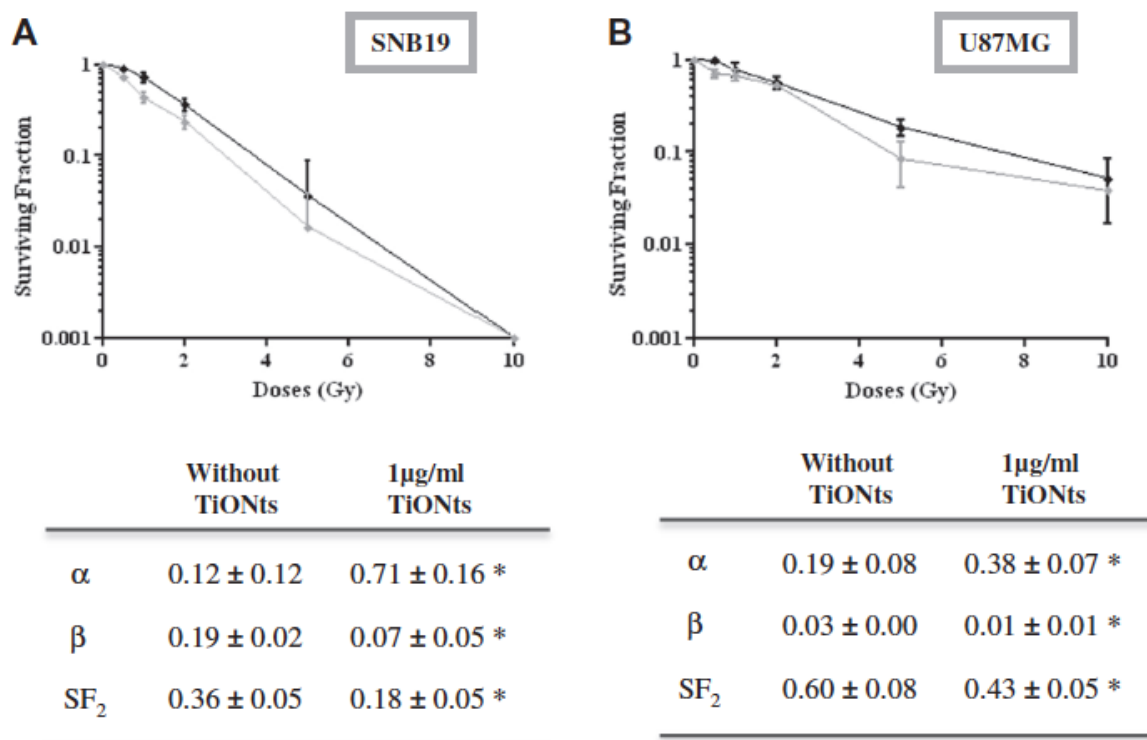 A
SNB19
Surviving Fraction
1
0.1
0.01
0.001
0 2 4 6 8 10
Doses (Gy)
Without TiONts
1µg/ml TiONts
α 0.12 ± 0.12 0.71 ± 0.16 *
β 0.19 ± 0.02 0.07 ± 0.05 *
SF₂ 0.36 ± 0.05 0.18 ± 0.05 *
B
U87MG
Surviving Fraction
1
0.1
0.01
0.001
0 2 4 6 8 10
Doses (Gy)
Without TiONts
1µg/ml TiONts
α 0.19 ± 0.08 0.38 ± 0.07 *
β 0.03 ± 0.00 0.01 ± 0.01 *
SF₂ 0.60 ± 0.08 0.43 ± 0.05 *